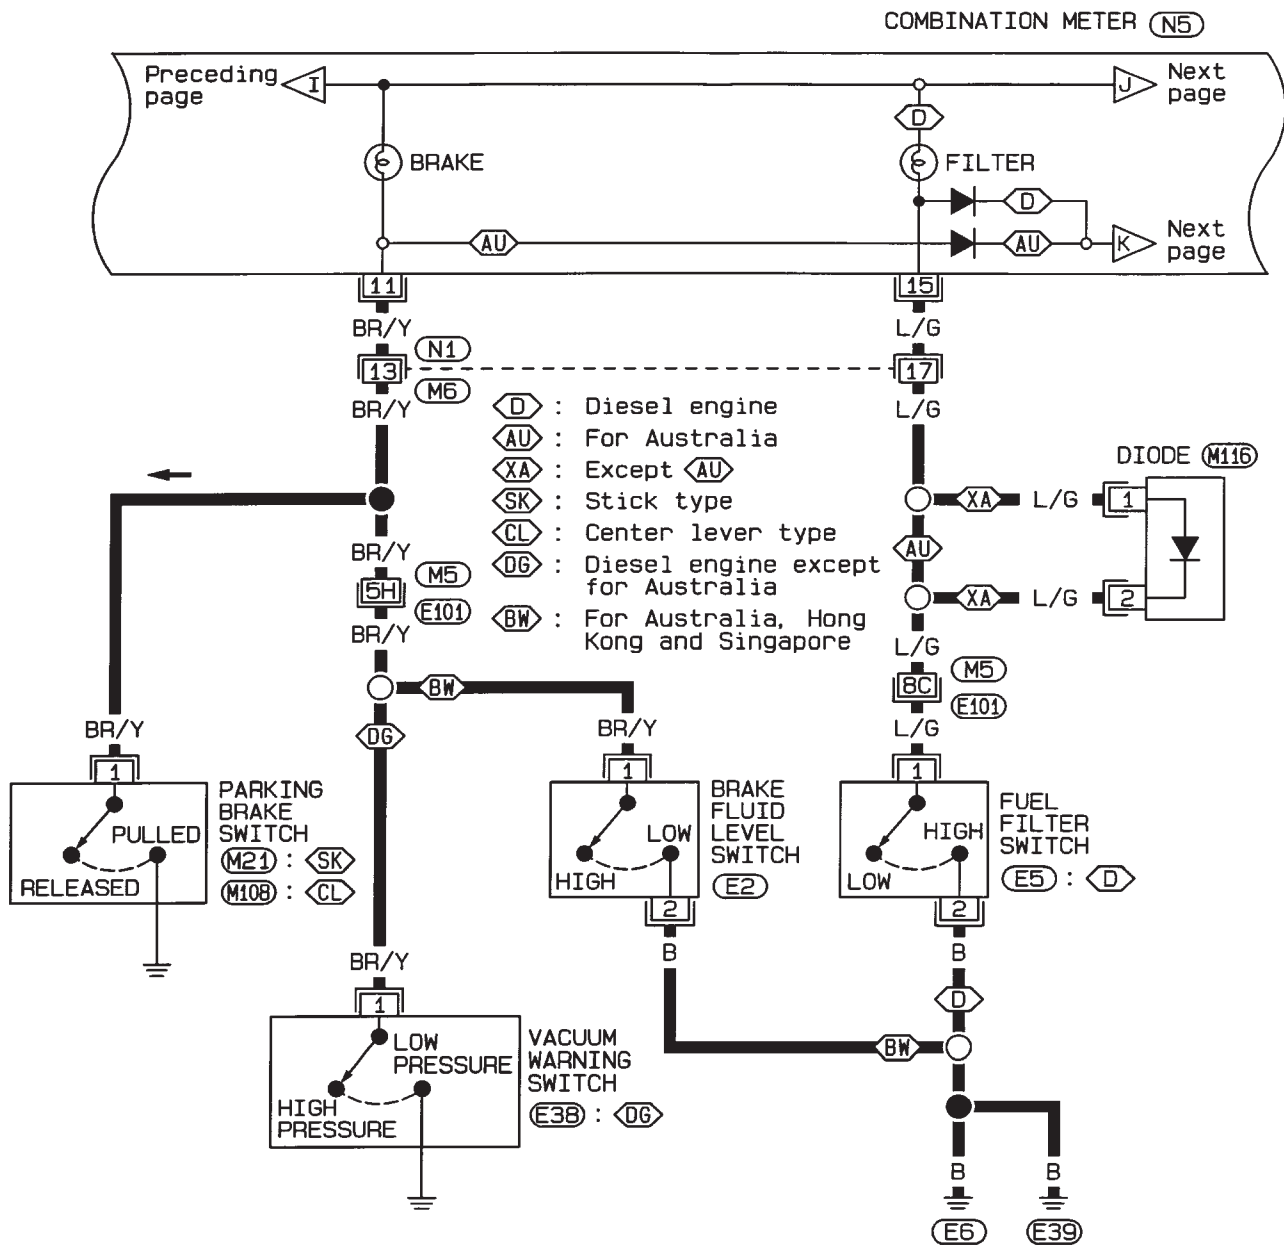 COMBINATION METER N5
Preceding
page
I
J
Next
page
D
BRAKE
FILTER
D
AU
AU
K
Next
page
11
15
BR/Y
L/G
N1
13
17
M6
BR/Y
L/G
D : Diesel engine
AU : For Australia
XA : Except AU
SK : Stick type
CL : Center lever type
DG : Diesel engine except
for Australia
BW : For Australia, Hong
Kong and Singapore
DIODE M116
XA
L/G
1
AU
XA
L/G
2
BR/Y
M5
5H
E101
BR/Y
L/G
M5
8C
E101
BW
DG
BR/Y
BR/Y
L/G
1
PULLED
RELEASED
PARKING
BRAKE
SWITCH
M21 : SK
M108 : CL
1
LOW
HIGH
2
BRAKE
FLUID
LEVEL
SWITCH
E2
1
HIGH
LOW
2
FUEL
FILTER
SWITCH
E5 : D
BR/Y
B
B
D
1
LOW
PRESSURE
HIGH
PRESSURE
VACUUM
WARNING
SWITCH
E38 : DG
BW
B
B
E6
E39